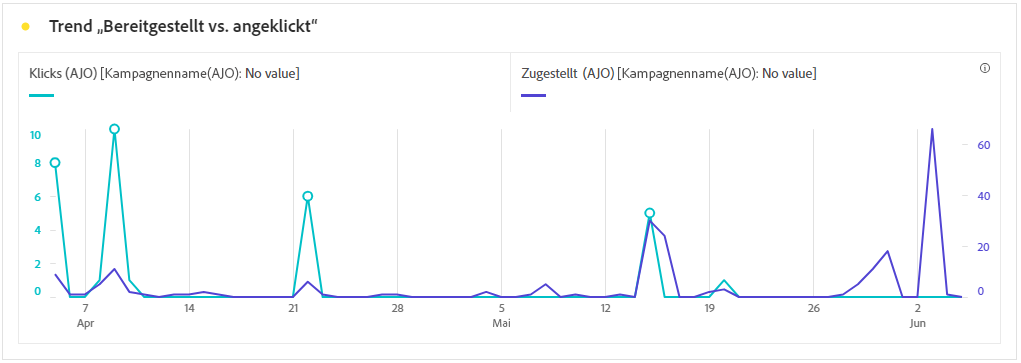 Trend „Bereitgestellt vs. angeklickt“
Klicks (AJO) [Kampagnenname(AJO): No value]
Zugestellt (AJO) [Kampagnenname(AJO): No value]
10
8
6
4
2
0
60
40
20
0
7 14 21 28 5 12 19 26 2
Apr Mai Jun